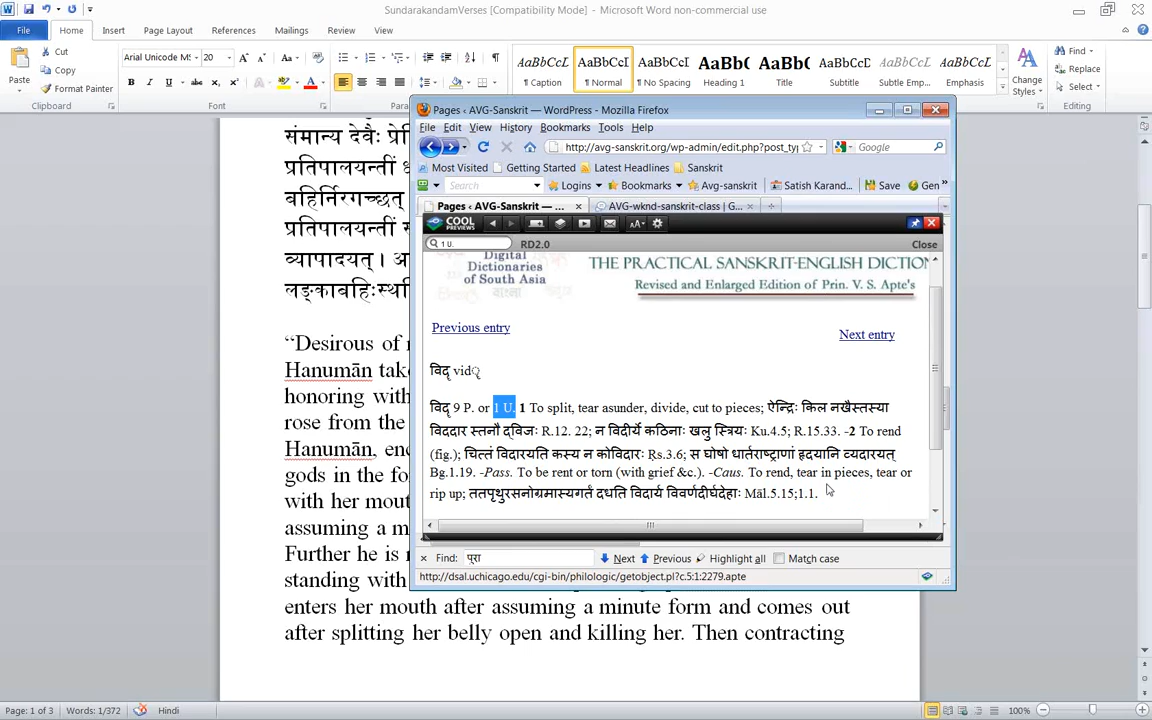 SundarakandamVerses [Compatibility Mode] - Microsoft Word non-commercial use
File Home Insert Page Layout References Mailings Review View
Paste Cut Copy Format Painter Clipboard
Arial Unicode MS 20 Font
AaBbCcI ¶ Caption AaBbCcI ¶ Normal AaBbCcI ¶ No Spacing AaBbC Heading 1 AaBbC Title AaBbCcI Subtitle AaBbCcI Subtle Emp... AaBbCcI Emphasis
Change Styles Find Replace Select Editing
Pages ‹ AVG-Sanskrit — WordPress - Mozilla Firefox
File Edit View History Bookmarks Tools Help
http://avg-sanskrit.org/wp-admin/edit.php?post_typ Google
Most Visited Getting Started Latest Headlines Sanskrit
Search Logins Bookmarks Avg-sanskrit Satish Karand... Save Gen »
Pages ‹ AVG-Sanskrit — ... AVG-wknd-sanskrit-class | G...
COOL PREVIEWS
1 U. RD2.0 Close
Digital Dictionaries of South Asia
THE PRACTICAL SANSKRIT-ENGLISH DICTION
Revised and Enlarged Edition of Prin. V. S. Apte's
Previous entry Next entry
विदॄ vidॄ
विदॄ 9 P. or 1 U. 1 To split, tear asunder, divide, cut to pieces; ऐन्द्रिः किल नखैस्तस्या
विददार स्तनौ द्विजः R.12. 22; न विदीर्ये कठिनाः खलु स्त्रियः Ku.4.5; R.15.33. -2 To rend
(fig.); चित्तं विदारयति कस्य न कोविदारः Ṛs.3.6; स घोषो धार्तराष्ट्राणां हृदयानि व्यदारयत्
Bg.1.19. -Pass. To be rent or torn (with grief &c.). -Caus. To rend, tear in pieces, tear or
rip up; ततपृथुरसनोग्रमास्यगर्तं दधति विदार्य विवर्णदीर्घदेहाः Māl.5.15;1.1.
Find: प्रा Next Previous Highlight all Match case
http://dsal.uchicago.edu/cgi-bin/philologic/getobject.pl?c.5:1:2279.apte
संमान्य देवैः प्रे
प्रतिपालयन्तीं
बहिर्निरगच्छत्
प्रतिपालयन्तीं
व्यापादयत् । अ
लङ्काबहिःस्थ
“Desirous of
Hanumān take
honoring with
rose from the
Hanumān, en
gods in the fo
with her mout
assuming a m
Further he is
standing with
enters her mouth after assuming a minute form and comes out
after splitting her belly open and killing her. Then contracting
Page: 1 of 3 Words: 1/372 Hindi 100%